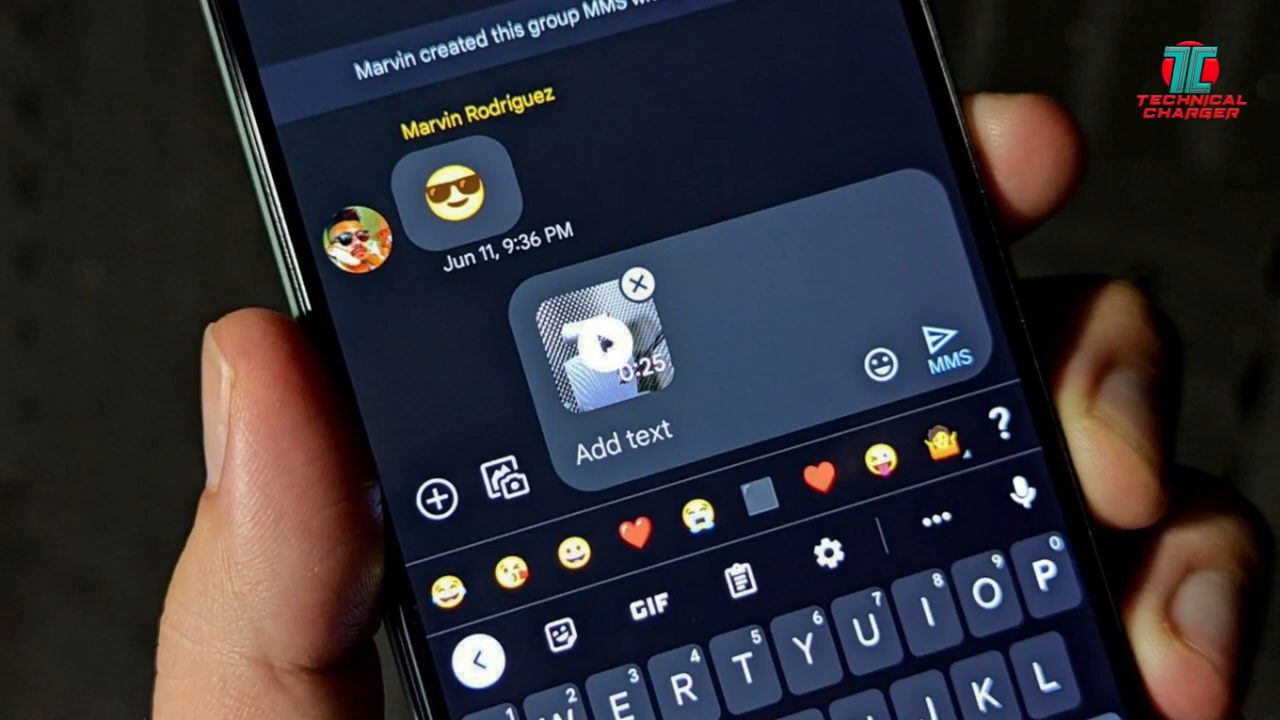 Marvin created this group MMS
TECHNICAL
CHARGER
Marvin Rodriguez
Jun 11, 9:36 PM
0:25
MMS
Add text
?
GIF
1 2 3 4 5 6 7 8 9 0
W E R T Y U I O P
J K L